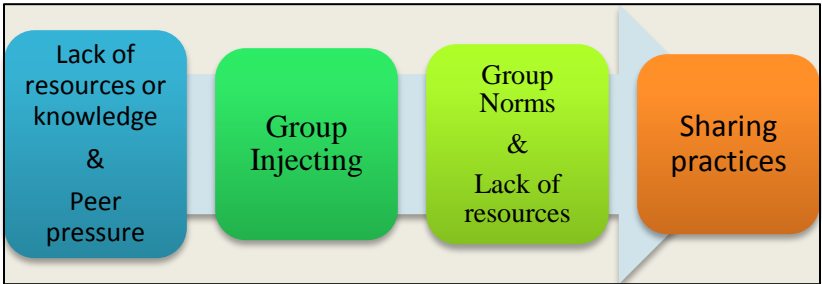 Lack of
resources or
knowledge
&
Peer
pressure
Group
Injecting
Group
Norms
&
Lack of
resources
Sharing
practices